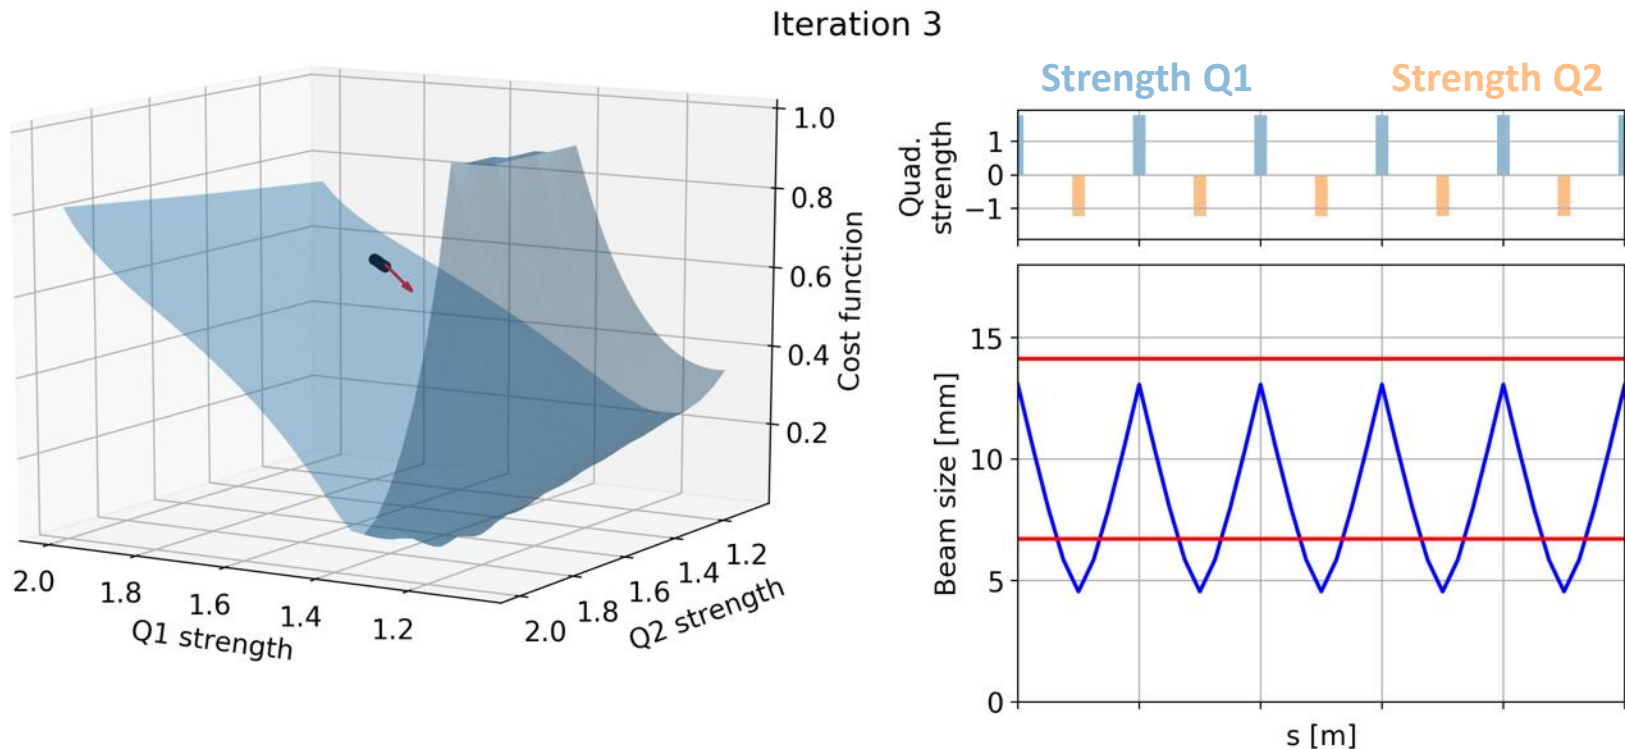 Iteration 3
1.0
0.8
0.6
0.4
0.2
Cost function
2.0
1.8
1.6
1.4
1.2
Q1 strength
2.0
1.8
1.6
1.4
1.2
Q2 strength
Strength Q1
Strength Q2
Quad.
strength
1
0
−1
Beam size [mm]
15
10
5
0
s [m]